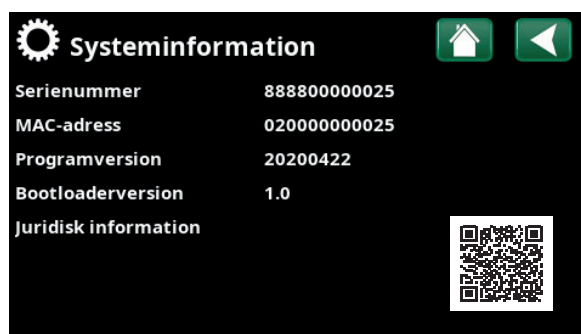 Systeminformation
Serienummer 888800000025
MAC-adress 020000000025
Programversion 20200422
Bootloaderversion 1.0
Juridisk information